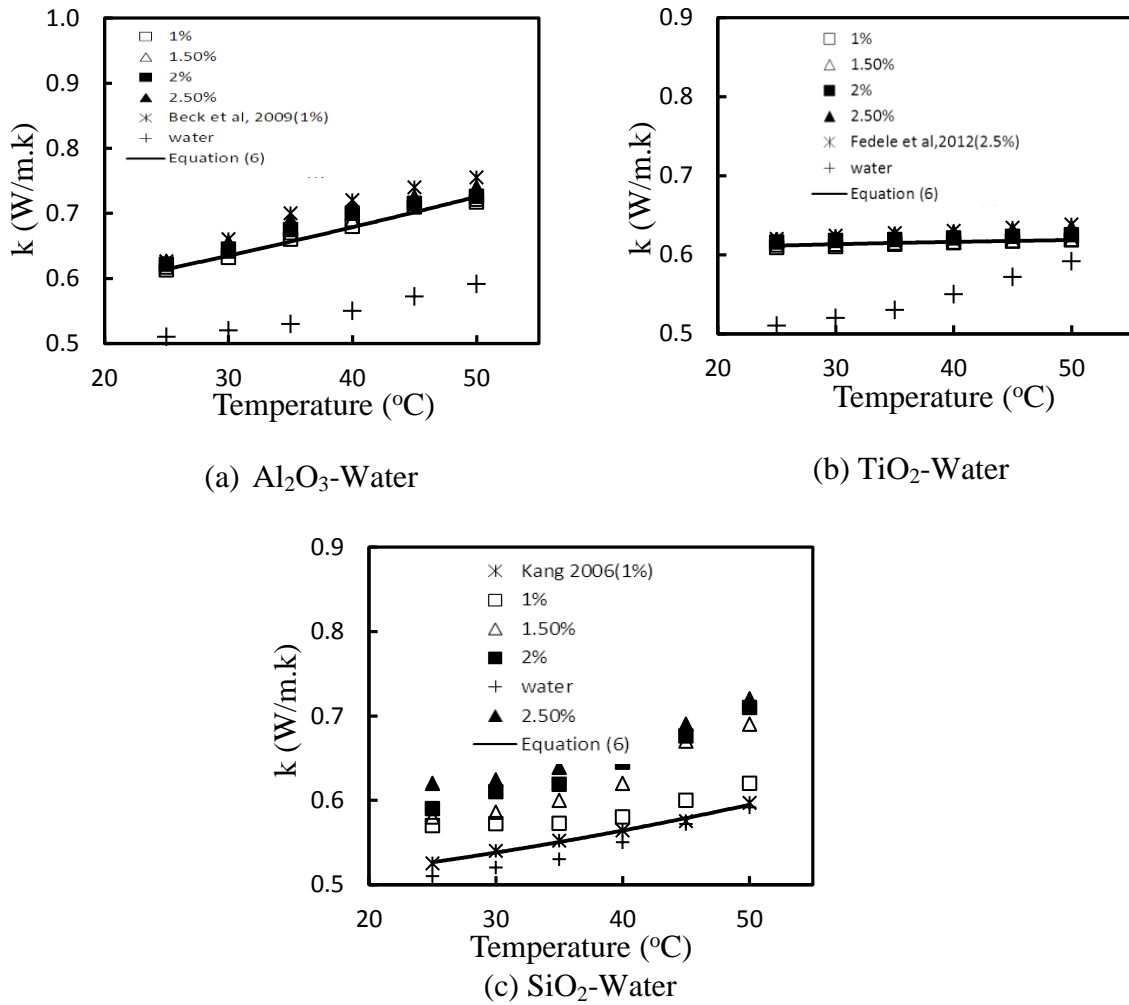 k (W/m.k)
1.0
0.9
0.8
0.7
0.6
0.5
1%
1.50%
2%
2.50%
Beck et al, 2009(1%)
water
Equation (6)
20
30
40
50
Temperature (°C)
(a) Al₂O₃-Water
k (W/m.k)
0.9
0.8
0.7
0.6
0.5
1%
1.50%
2%
2.50%
Fedele et al,2012(2.5%)
water
Equation (6)
20
30
40
50
Temperature (°C)
(b) TiO₂-Water
k (W/m.k)
0.9
0.8
0.7
0.6
0.5
Kang 2006(1%)
1%
1.50%
2%
water
2.50%
Equation (6)
20
30
40
50
Temperature (°C)
(c) SiO₂-Water